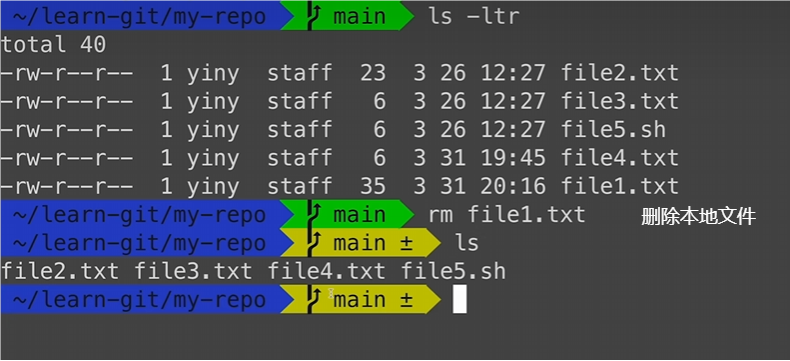 ~/learn-git/my-repo main ls -ltr
total 40
-rw-r--r-- 1 yiny staff 23 3 26 12:27 file2.txt
-rw-r--r-- 1 yiny staff 6 3 26 12:27 file3.txt
-rw-r--r-- 1 yiny staff 6 3 26 12:27 file5.sh
-rw-r--r-- 1 yiny staff 6 3 31 19:45 file4.txt
-rw-r--r-- 1 yiny staff 35 3 31 20:16 file1.txt
~/learn-git/my-repo main rm file1.txt 删除本地文件
~/learn-git/my-repo main ± ls
file2.txt file3.txt file4.txt file5.sh
~/learn-git/my-repo main ±